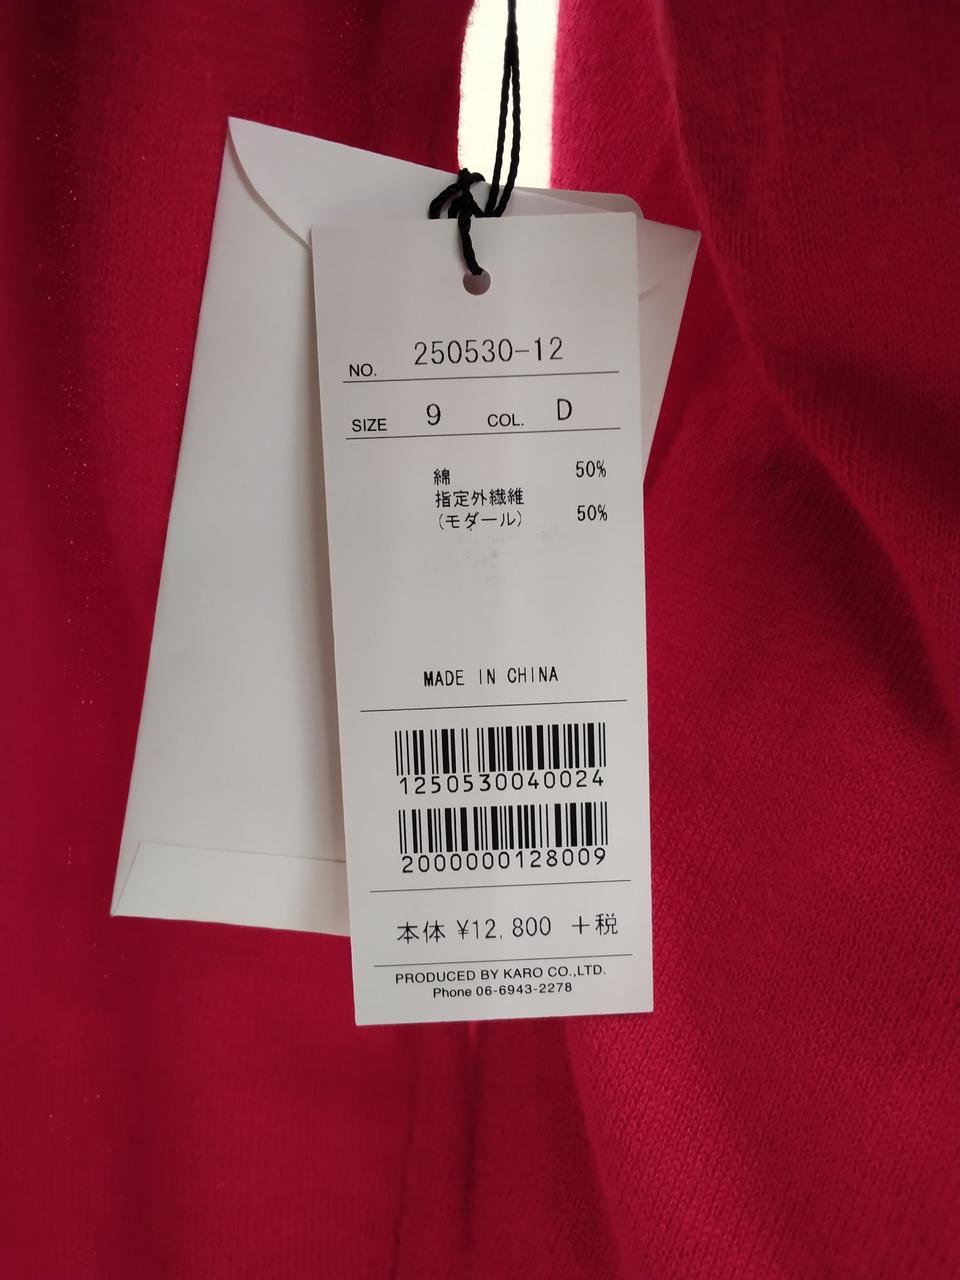 NO. 250530-12
SIZE 9 COL. D
綿 50%
指定外繊維
(モダール) 50%
MADE IN CHINA
1250530040024
2000000128009
本体 ¥12,800 +税
PRODUCED BY KARO CO.,LTD.
Phone 06-6943-2278